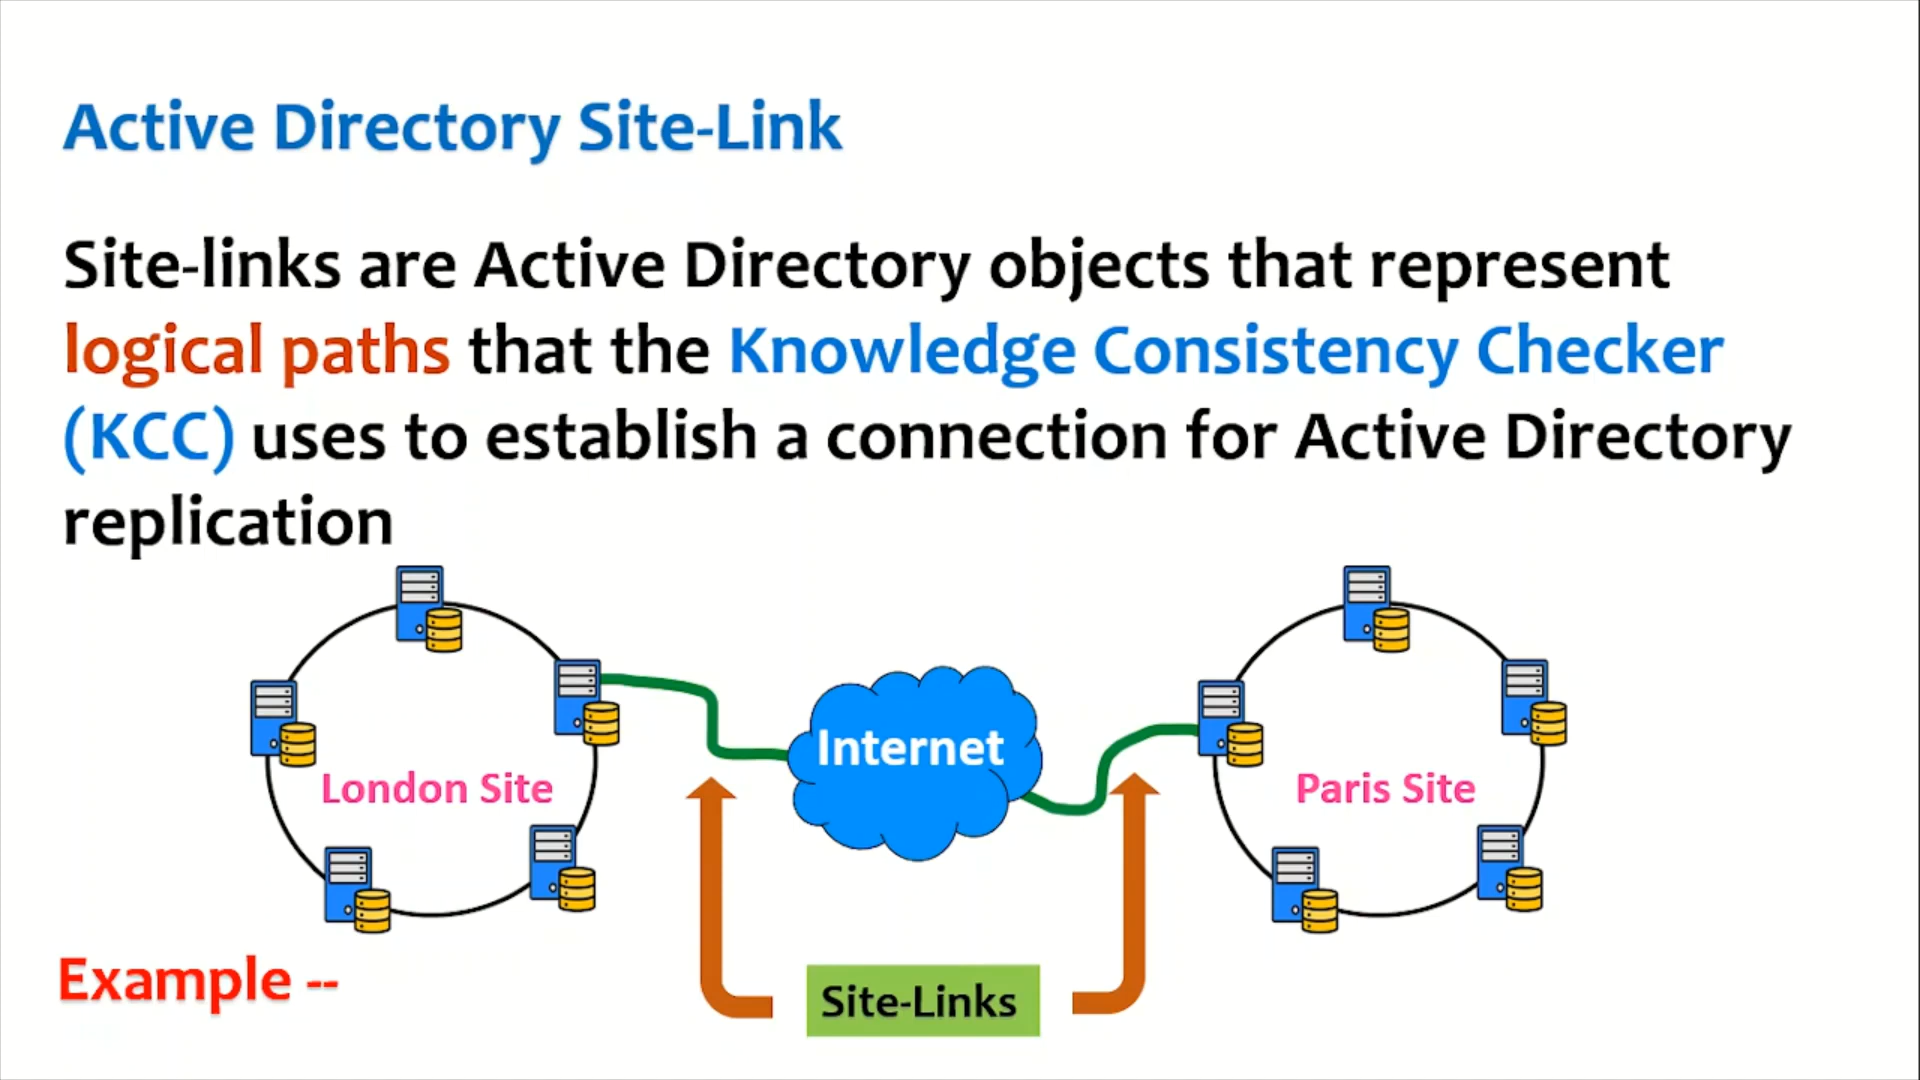 Active Directory Site-Link
Site-links are Active Directory objects that represent
logical paths that the Knowledge Consistency Checker
(KCC) uses to establish a connection for Active Directory
replication
Internet
London Site
Paris Site
Example --
Site-Links